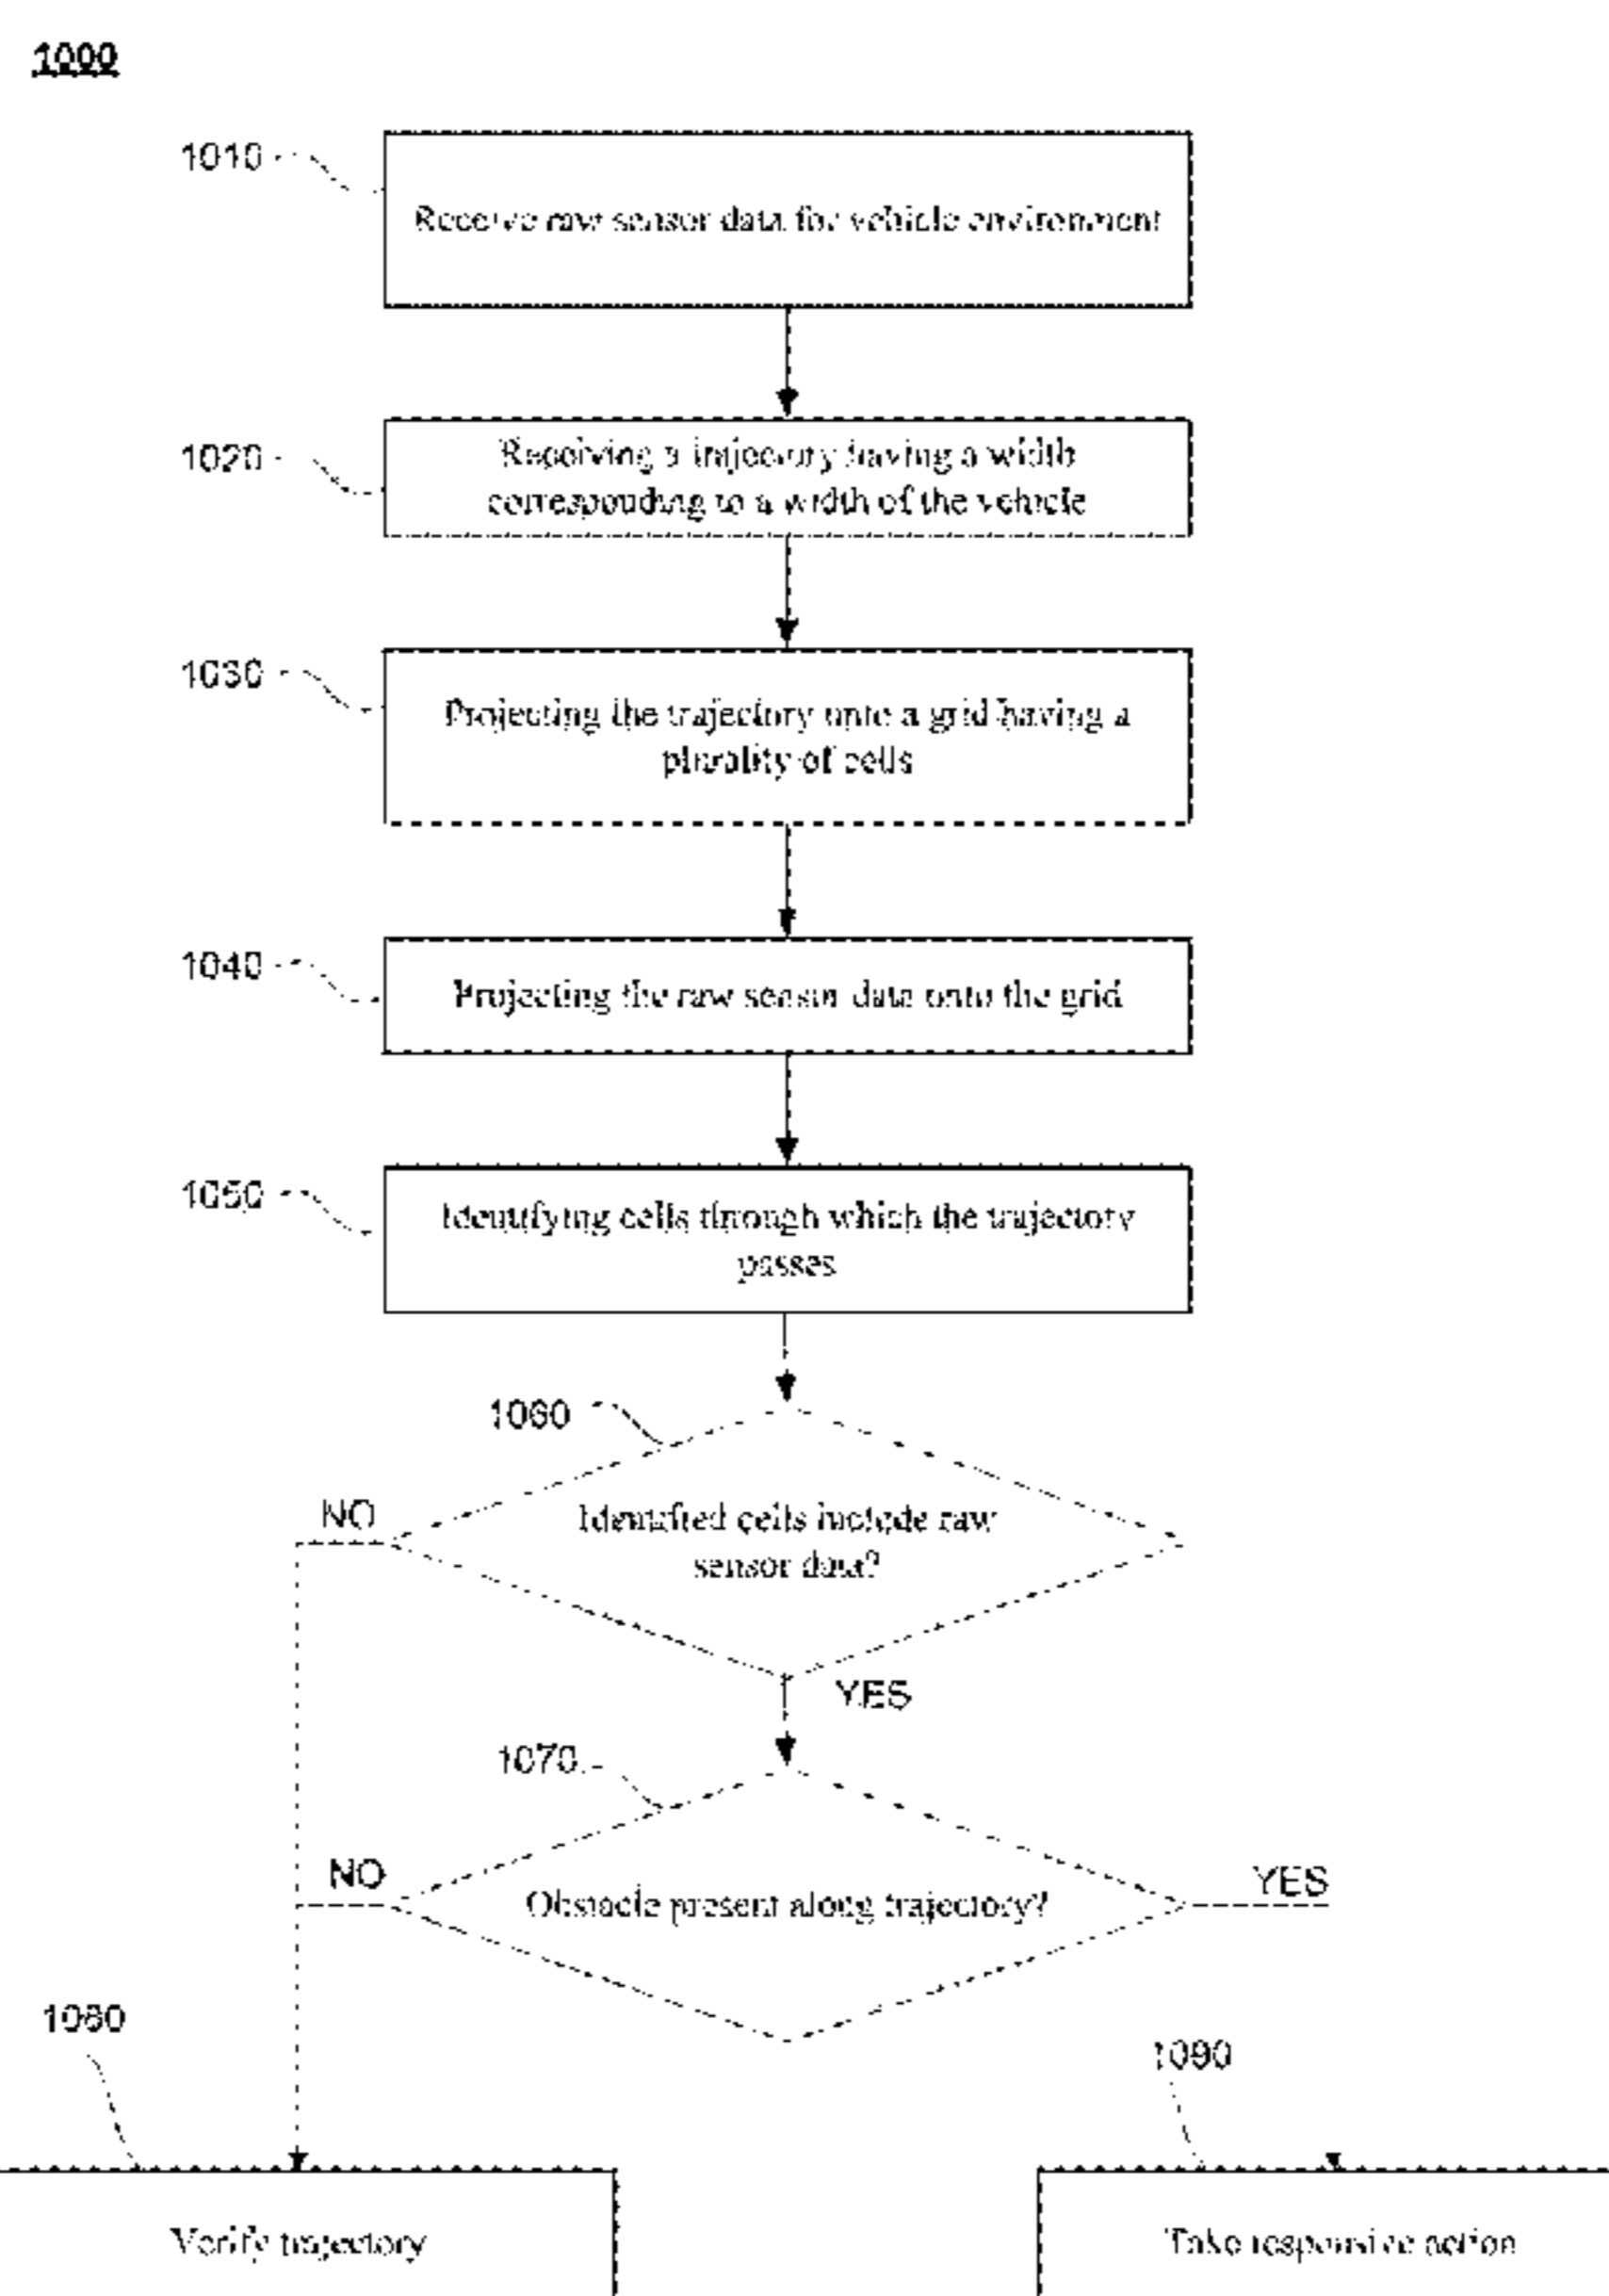 1000
1010
Receive raw sensor data for vehicle environment
1020
Receiving a trajectory having a width
corresponding to a width of the vehicle
1030
Projecting the trajectory onto a grid having a
plurality of cells
1040
Projecting the raw sensor data onto the grid
1050
Identifying cells through which the trajectory
passes
1060
NO
Identified cells include raw
sensor data?
YES
1070
NO
Obstacle present along trajectory?
YES
1080
1090
Verify trajectory
Take responsive action